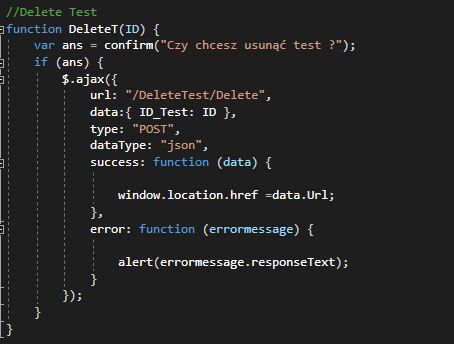 //Delete Test
function DeleteT(ID) {
    var ans = confirm("Czy chcesz usunąć test ?");
    if (ans) {
        $.ajax({
            url: "/DeleteTest/Delete",
            data:{ ID_Test: ID },
            type: "POST",
            dataType: "json",
            success: function (data) {

                window.location.href =data.Url;
            },
            error: function (errormessage) {

                alert(errormessage.responseText);
            }
        });
    }
}